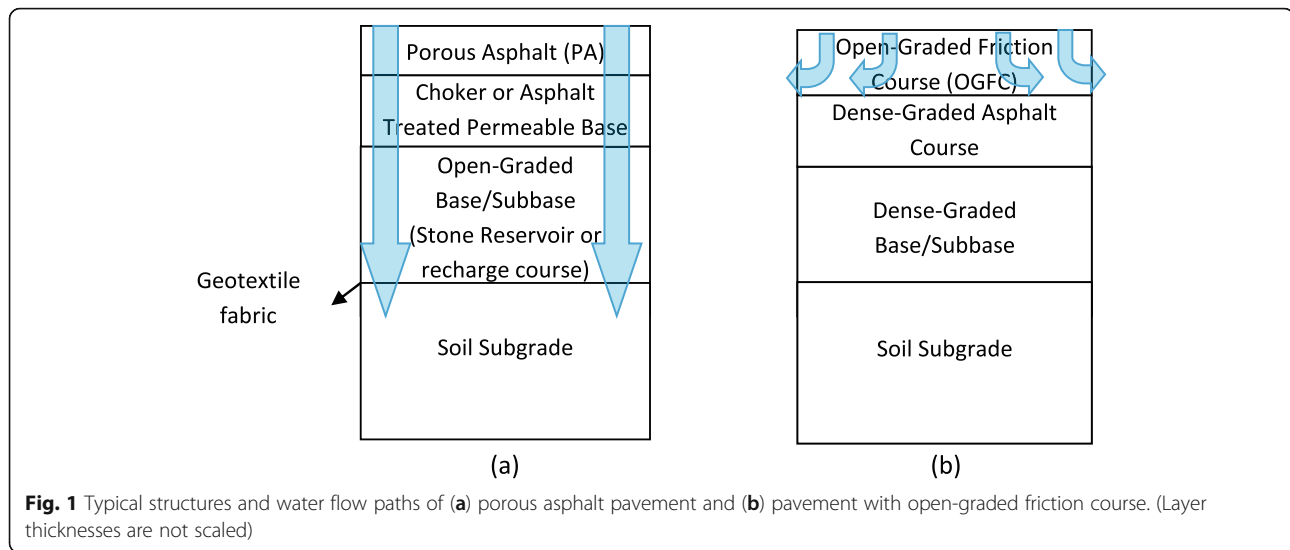 Porous Asphalt (PA)
Choker or Asphalt
Treated Permeable Base
Open-Graded
Base/Subbase
(Stone Reservoir or
recharge course)
Geotextile
fabric
Soil Subgrade
(a)
Open-Graded Friction
Course (OGFC)
Dense-Graded Asphalt
Course
Dense-Graded
Base/Subbase
Soil Subgrade
(b)
Fig. 1 Typical structures and water flow paths of (a) porous asphalt pavement and (b) pavement with open-graded friction course. (Layer
thicknesses are not scaled)